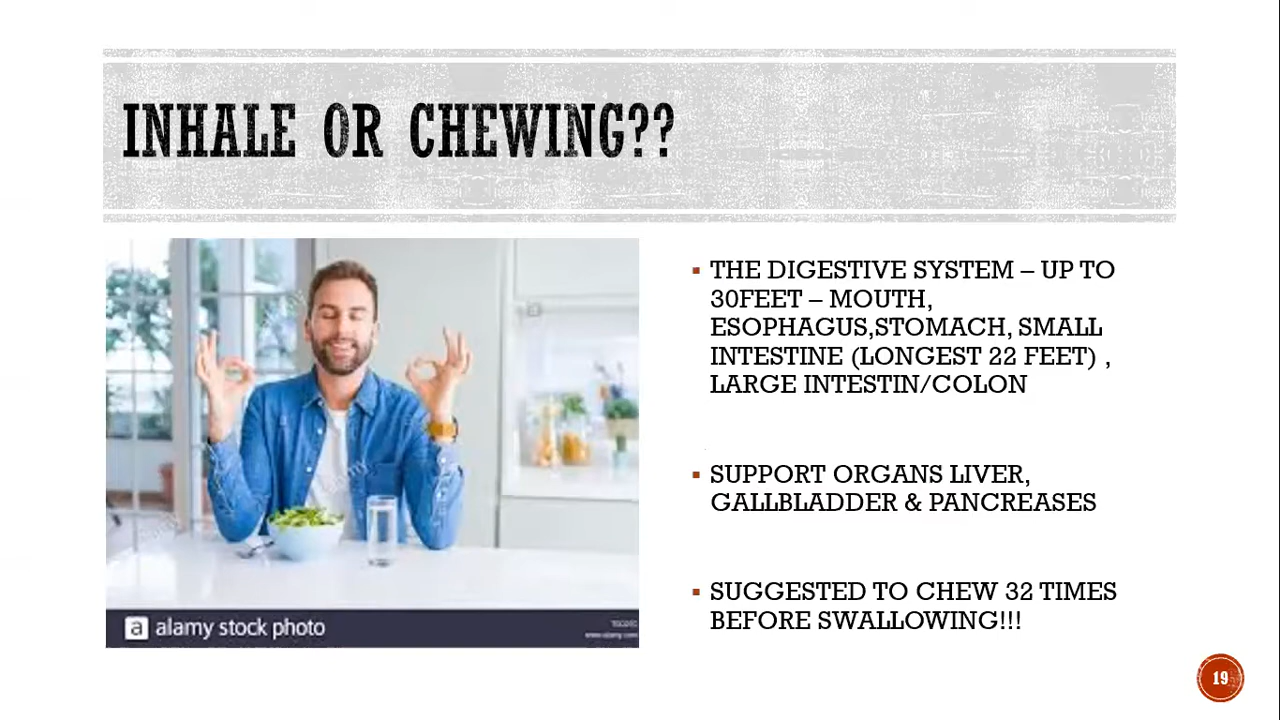 INHALE OR CHEWING??
THE DIGESTIVE SYSTEM – UP TO
30FEET – MOUTH,
ESOPHAGUS,STOMACH, SMALL
INTESTINE (LONGEST 22 FEET) ,
LARGE INTESTIN/COLON
SUPPORT ORGANS LIVER,
GALLBLADDER & PANCREASES
SUGGESTED TO CHEW 32 TIMES
BEFORE SWALLOWING!!!
a alamy stock photo
19